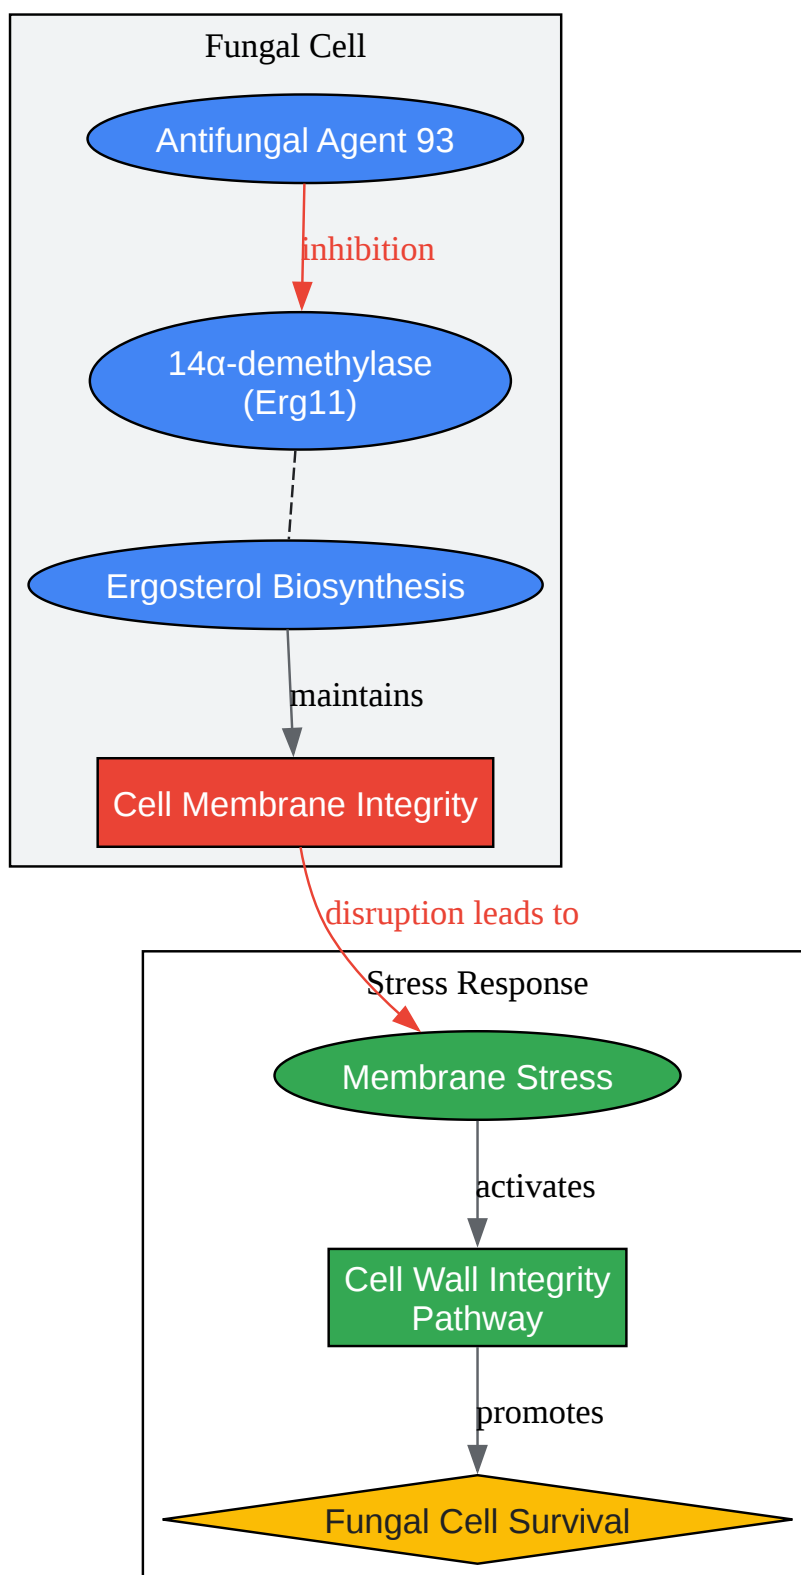 Fungal Cell
Antifungal Agent 93
inhibition
14α-demethylase
(Erg11)
Ergosterol Biosynthesis
maintains
Cell Membrane Integrity
disruption leads to
Stress Response
Membrane Stress
activates
Cell Wall Integrity
Pathway
promotes
Fungal Cell Survival